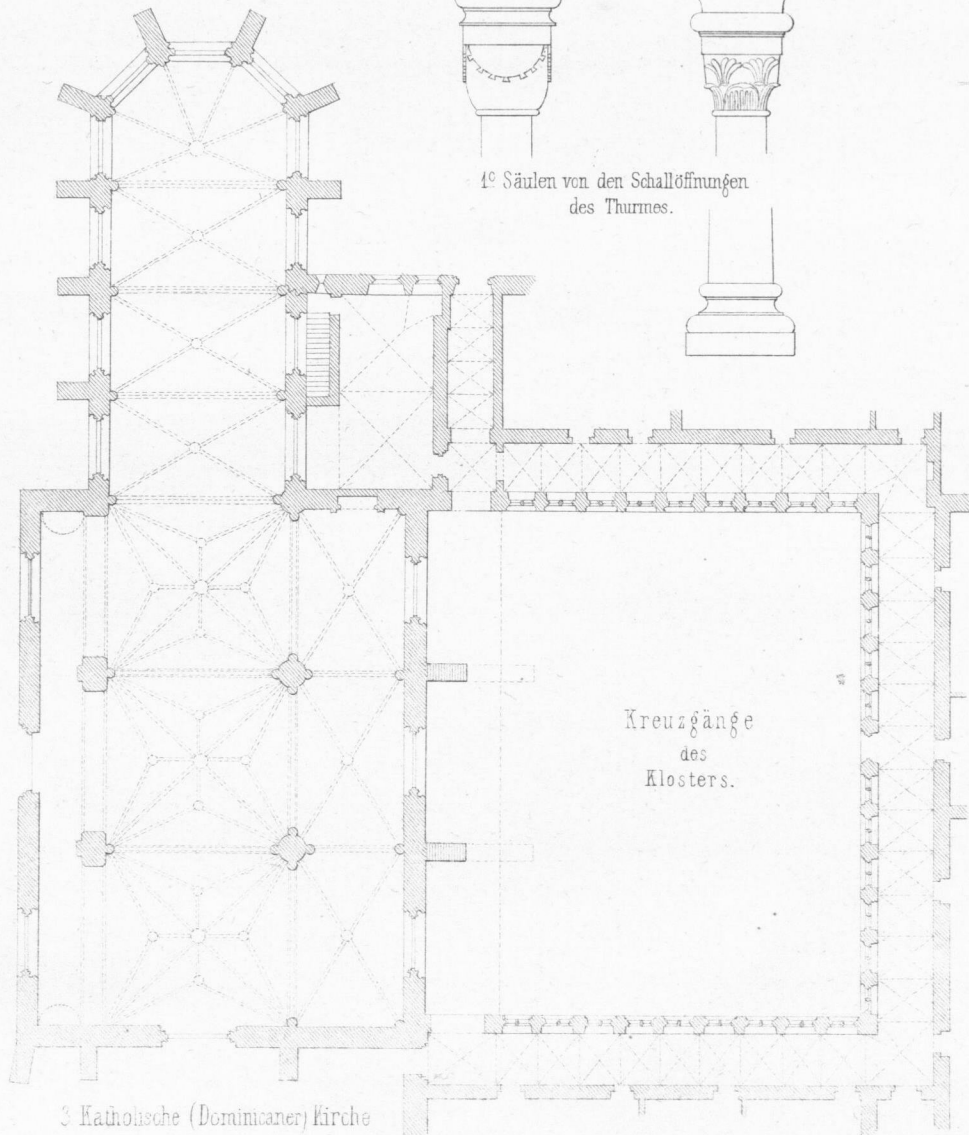 1c Säulen von den Schallöffnungen
des Thurmes.
Kreuzgänge
des
Klosters.
3 Katholische (Dominicaner) Kirche